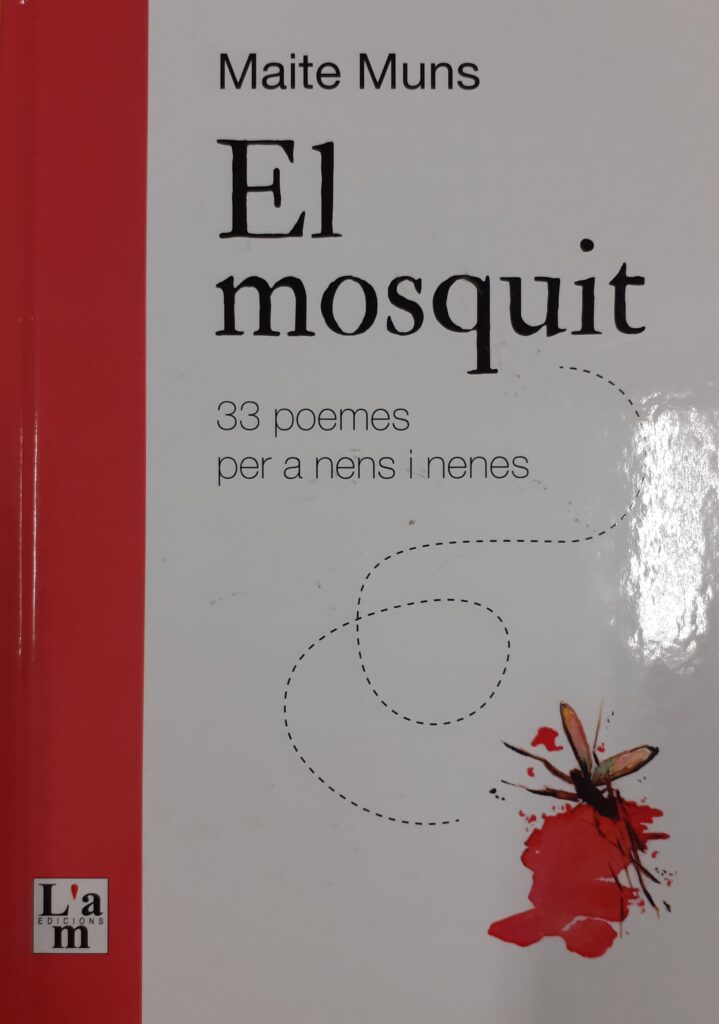 Maite Muns
El
mosquit
33 poemes
per a nens i nenes
L'a
EDICIONS
m